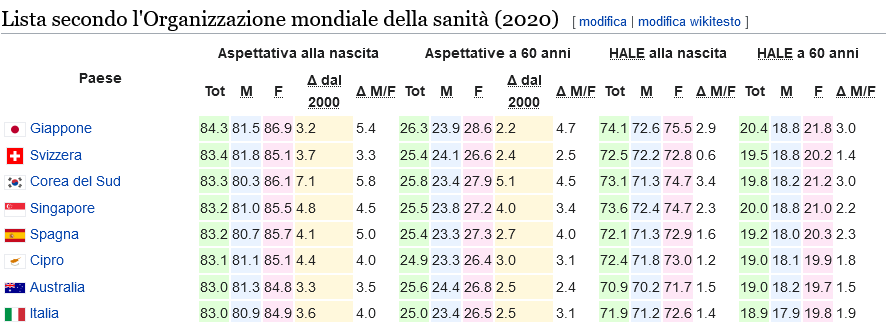 Lista secondo l'Organizzazione mondiale della sanità (2020) [ modifica | modifica wikitesto ]
Paese Aspettativa alla nascita Aspettative a 60 anni HALE alla nascita HALE a 60 anni
Tot M F Δ dal 2000 Δ M/F Tot M F Δ dal 2000 Δ M/F Tot M F Δ M/F Tot M F Δ M/F
Giappone 84.3 81.5 86.9 3.2 5.4 26.3 23.9 28.6 2.2 4.7 74.1 72.6 75.5 2.9 20.4 18.8 21.8 3.0
Svizzera 83.4 81.8 85.1 3.7 3.3 25.4 24.1 26.6 2.4 2.5 72.5 72.2 72.8 0.6 19.5 18.8 20.2 1.4
Corea del Sud 83.3 80.3 86.1 7.1 5.8 25.8 23.4 27.9 5.1 4.5 73.1 71.3 74.7 3.4 19.8 18.2 21.2 3.0
Singapore 83.2 81.0 85.5 4.8 4.5 25.5 23.8 27.2 4.0 3.4 73.6 72.4 74.7 2.3 20.0 18.8 21.0 2.2
Spagna 83.2 80.7 85.7 4.1 5.0 25.4 23.3 27.3 2.7 4.0 72.1 71.3 72.9 1.6 19.2 18.0 20.3 2.3
Cipro 83.1 81.1 85.1 4.4 4.0 24.9 23.3 26.4 3.0 3.1 72.4 71.8 73.0 1.2 19.0 18.1 19.9 1.8
Australia 83.0 81.3 84.8 3.3 3.5 25.6 24.4 26.8 2.5 2.4 70.9 70.2 71.7 1.5 19.0 18.2 19.7 1.5
Italia 83.0 80.9 84.9 3.6 4.0 25.0 23.4 26.5 2.5 3.1 71.9 71.2 72.6 1.4 18.9 17.9 19.8 1.9